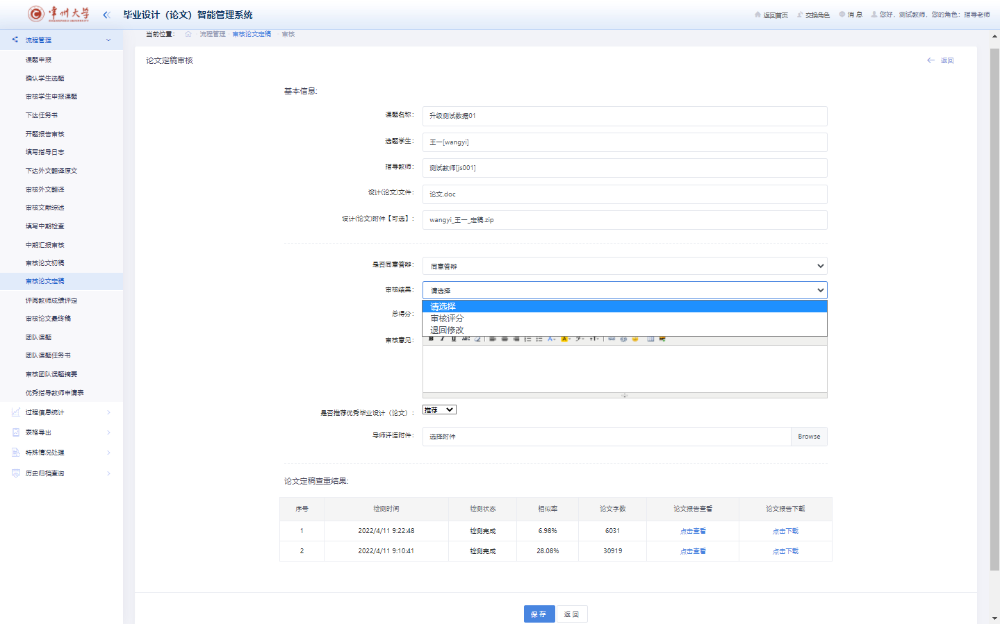 常州大学
毕业设计（论文）智能管理系统
返回首页 交换角色 消 息 您好，测试教师，您的角色：指导老师
当前位置： 流程管理 审核论文定稿 审核
流程管理
课题申报
确认学生选题
审核学生申报课题
下达任务书
开题报告审核
填写指导日志
下达外文翻译原文
审核外文翻译
审核文献综述
填写中期检查
中期汇报审核
审核论文初稿
审核论文定稿
评阅教师成绩评定
审核论文最终稿
团队课题
团队课题任务书
审核团队课题摘要
优秀指导教师申请表
过程信息统计
表格导出
特殊情况处理
历史归档查询
论文定稿审核
返回
基本信息:
课题名称： 升级测试数据01
选题学生： 王一[wangyi]
指导教师： 测试教师[js001]
设计(论文)文件： 论文.doc
设计(论文)附件【可选】： wangyi_王一_定稿.zip
是否同意答辩： 同意答辩
审核结果： 请选择
请选择
审核评分
退回修改
总得分：
审核意见：
是否推荐优秀毕业设计（论文）： 推荐
导师评语附件： 选择附件 Browse
论文定稿查重结果:
序号 检测时间 检测状态 相似率 论文字数 论文报告查看 论文报告下载
1 2022/4/11 9:22:48 检测完成 6.98% 6031 点击查看 点击下载
2 2022/4/11 9:10:41 检测完成 28.08% 30919 点击查看 点击下载
保 存 返 回